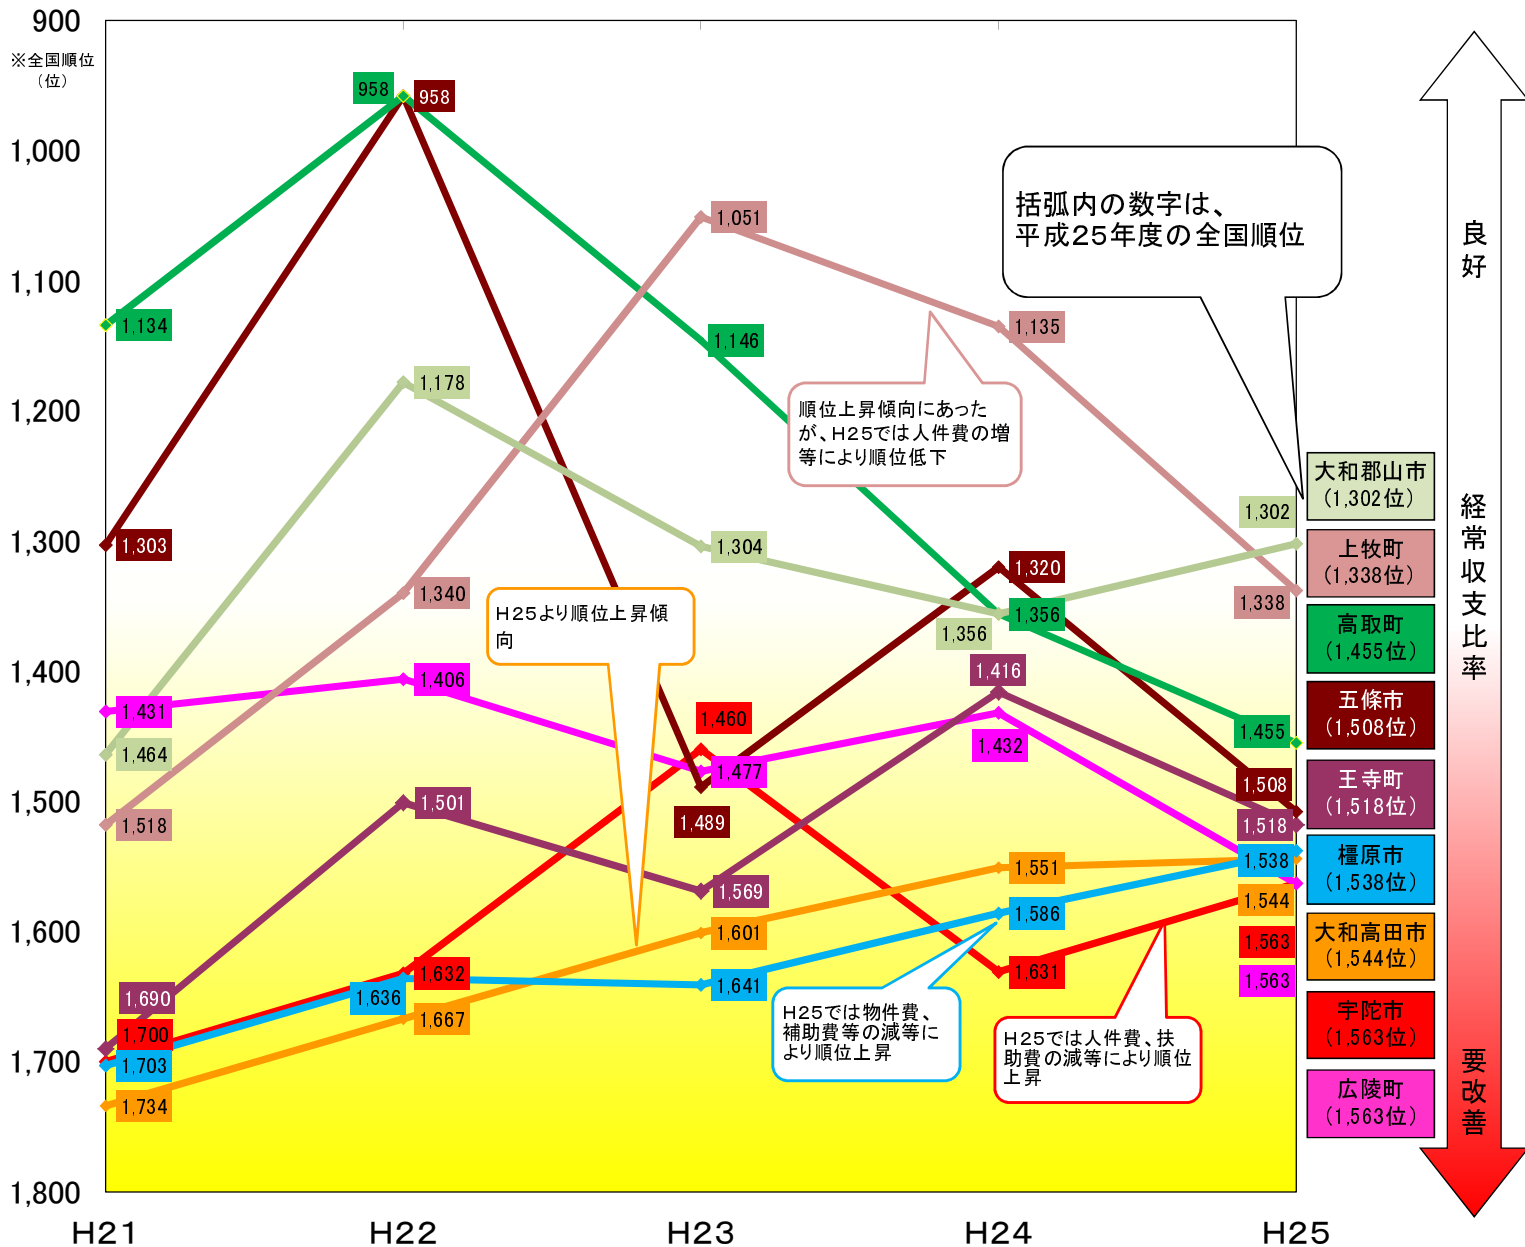 900
※全国順位
（位）
1,000
1,100
1,200
1,300
1,400
1,500
1,600
1,700
1,800
H21
H22
H23
H24
H25
958
958
1,134
1,146
1,051
1,135
1,178
1,303
1,304
1,302
1,320
1,340
1,338
1,356
1,356
1,416
1,406
1,431
1,432
1,464
1,460
1,455
1,477
1,489
1,508
1,501
1,518
1,518
1,538
1,544
1,551
1,569
1,563
1,563
1,586
1,601
1,632
1,631
1,636
1,641
1,667
1,690
1,700
1,703
1,734
括弧内の数字は、
平成25年度の全国順位
順位上昇傾向にあった
が、H25では人件費の増
等により順位低下
H25より順位上昇傾
向
H25では物件費、
補助費等の減等に
より順位上昇
H25では人件費、扶
助費の減等により順位
上昇
大和郡山市
（1,302位）
上牧町
（1,338位）
高取町
（1,455位）
五條市
（1,508位）
王寺町
（1,518位）
橿原市
（1,538位）
大和高田市
（1,544位）
宇陀市
（1,563位）
広陵町
（1,563位）
良好
経常収支比率
要改善